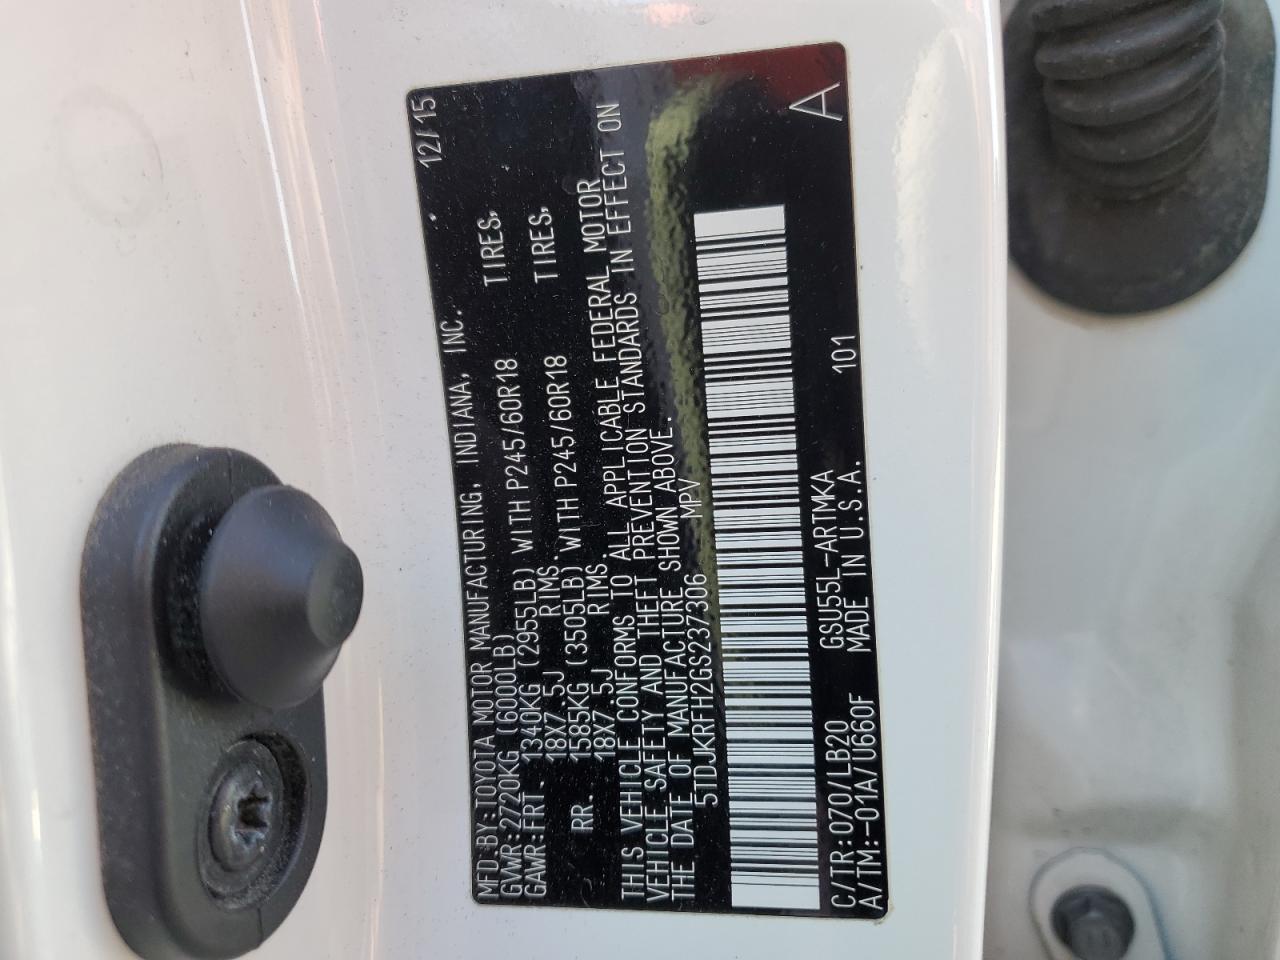 MFD.BY:TOYOTA MOTOR MANUFACTURING, INDIANA, INC. 12/15
GVWR:2720KG (6000LB)
GAWR:FRT. 1340KG (2955LB) WITH P245/60R18 TIRES,
18X7.5J RIMS.
RR. 1585KG (3505LB) WITH P245/60R18 TIRES,
18X7.5J RIMS.
THIS VEHICLE CONFORMS TO ALL APPLICABLE FEDERAL MOTOR
VEHICLE SAFETY AND THEFT PREVENTION STANDARDS IN EFFECT ON
THE DATE OF MANUFACTURE SHOWN ABOVE.
5TDJKRFH2GS237306 MPV
C/TR:070/LB20 GSU55L-ARTMKA 101 A
A/TM:-01A/U660F MADE IN U.S.A.